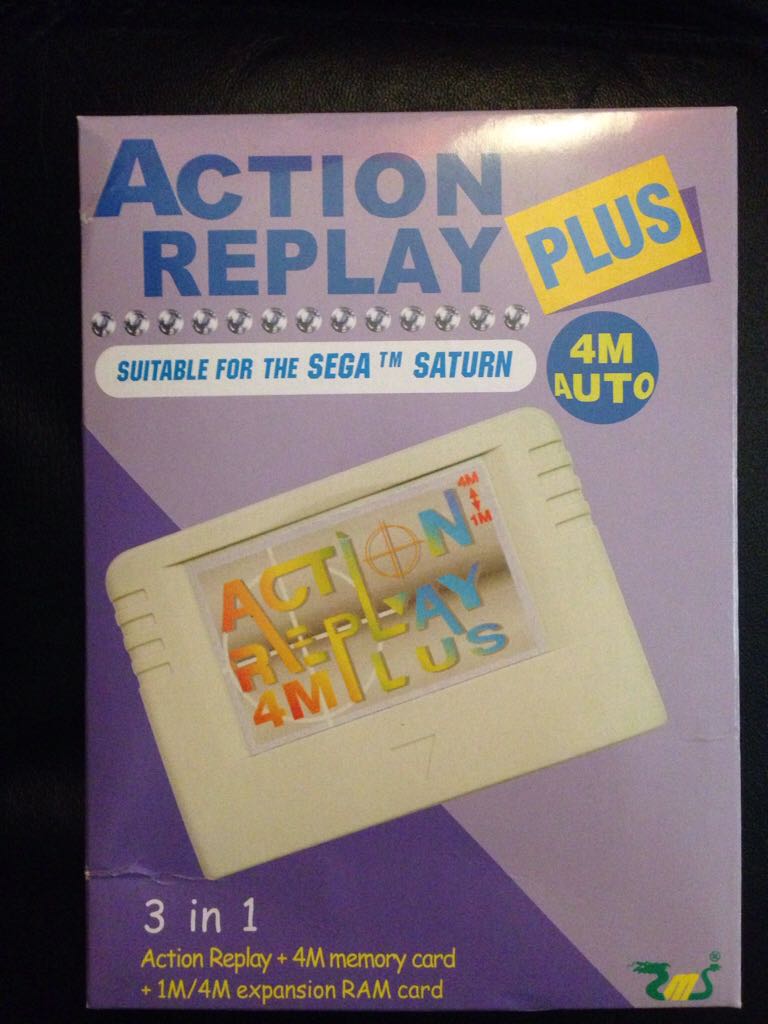 ACTION
REPLAY
PLUS
SUITABLE FOR THE SEGA™ SATURN
4M
AUTO
4M
1M
ACTION
REPLAY
4M PLUS
3 in 1
Action Replay + 4M memory card
+ 1M/4M expansion RAM card
EMS®